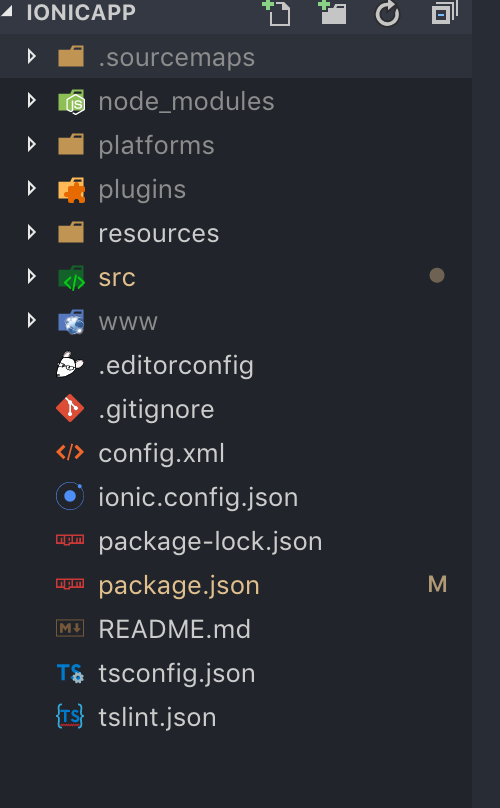 IONICAPP
.sourcemaps
node_modules
platforms
plugins
resources
src
www
.editorconfig
.gitignore
config.xml
ionic.config.json
package-lock.json
package.json M
README.md
tsconfig.json
tslint.json